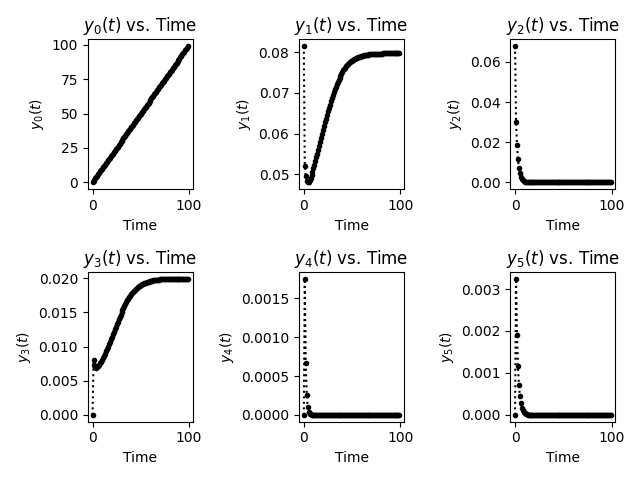 y₀(t) vs. Time
100
75
50
25
0
y₀(t)
0 100
Time
y₁(t) vs. Time
0.08
0.07
0.06
0.05
y₁(t)
0 100
Time
y₂(t) vs. Time
0.06
0.04
0.02
0.00
y₂(t)
0 100
Time
y₃(t) vs. Time
0.020
0.015
0.010
0.005
0.000
y₃(t)
0 100
Time
y₄(t) vs. Time
0.0015
0.0010
0.0005
0.0000
y₄(t)
0 100
Time
y₅(t) vs. Time
0.003
0.002
0.001
0.000
y₅(t)
0 100
Time